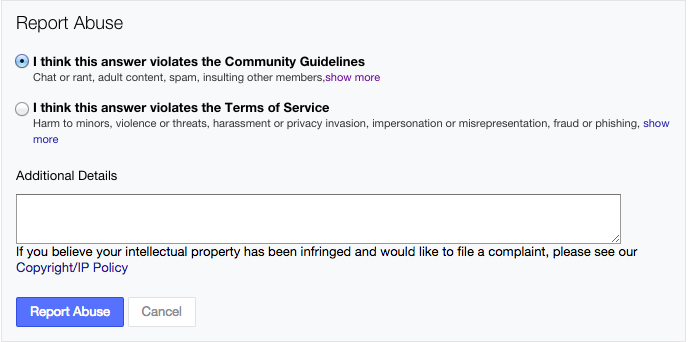 Report Abuse
I think this answer violates the Community Guidelines
Chat or rant, adult content, spam, insulting other members,show more
I think this answer violates the Terms of Service
Harm to minors, violence or threats, harassment or privacy invasion, impersonation or misrepresentation, fraud or phishing, show
more
Additional Details
If you believe your intellectual property has been infringed and would like to file a complaint, please see our
Copyright/IP Policy
Report Abuse Cancel